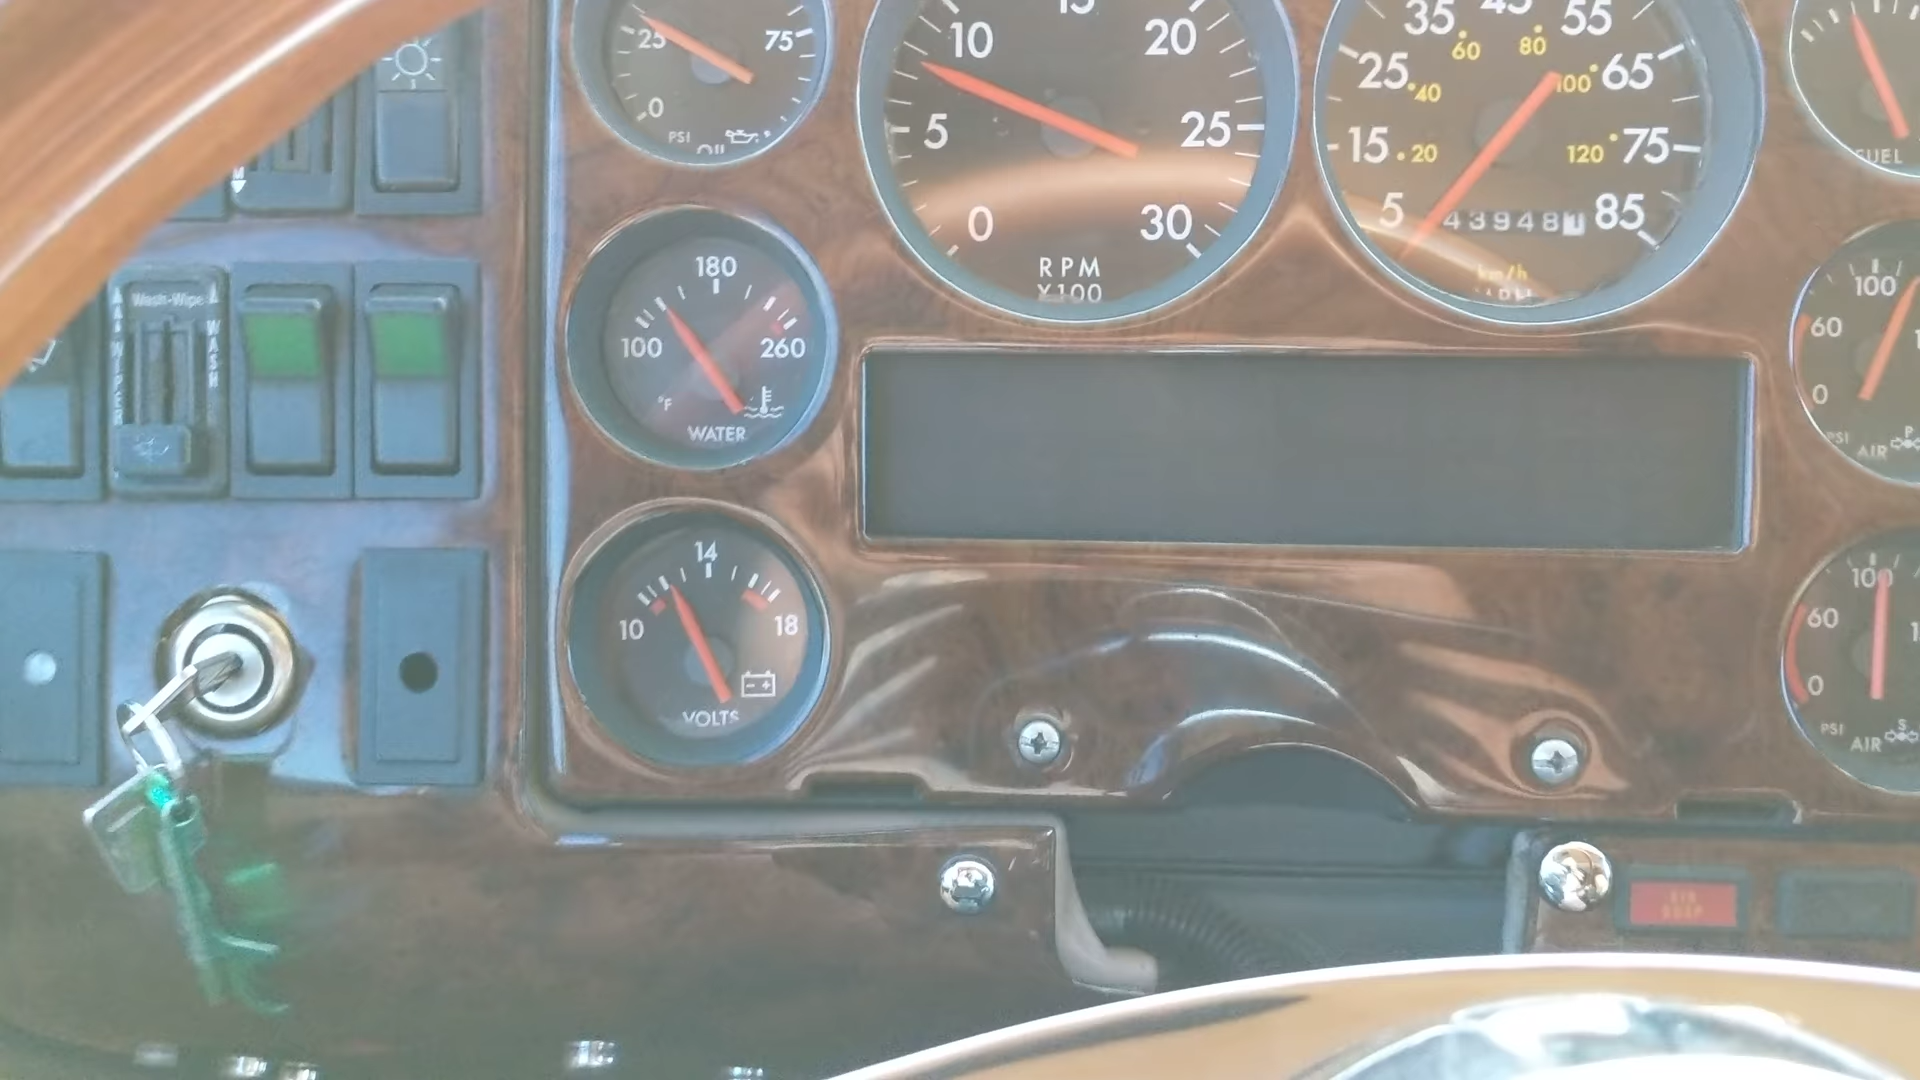 25 75
0
PSI
OIL
10 15 20
5 25
0 30
RPM
X100
35 45 55
60 80
25 40 100 65
15 20 120 75
5 43948 85
km/h
MPH
FUEL
Wash-Wipe
WIPER
WASH
180
100 260
°F
WATER
100
60
0
PSI
AIR P
14
10 18
- +
VOLTS
100
60
0
PSI
AIR S